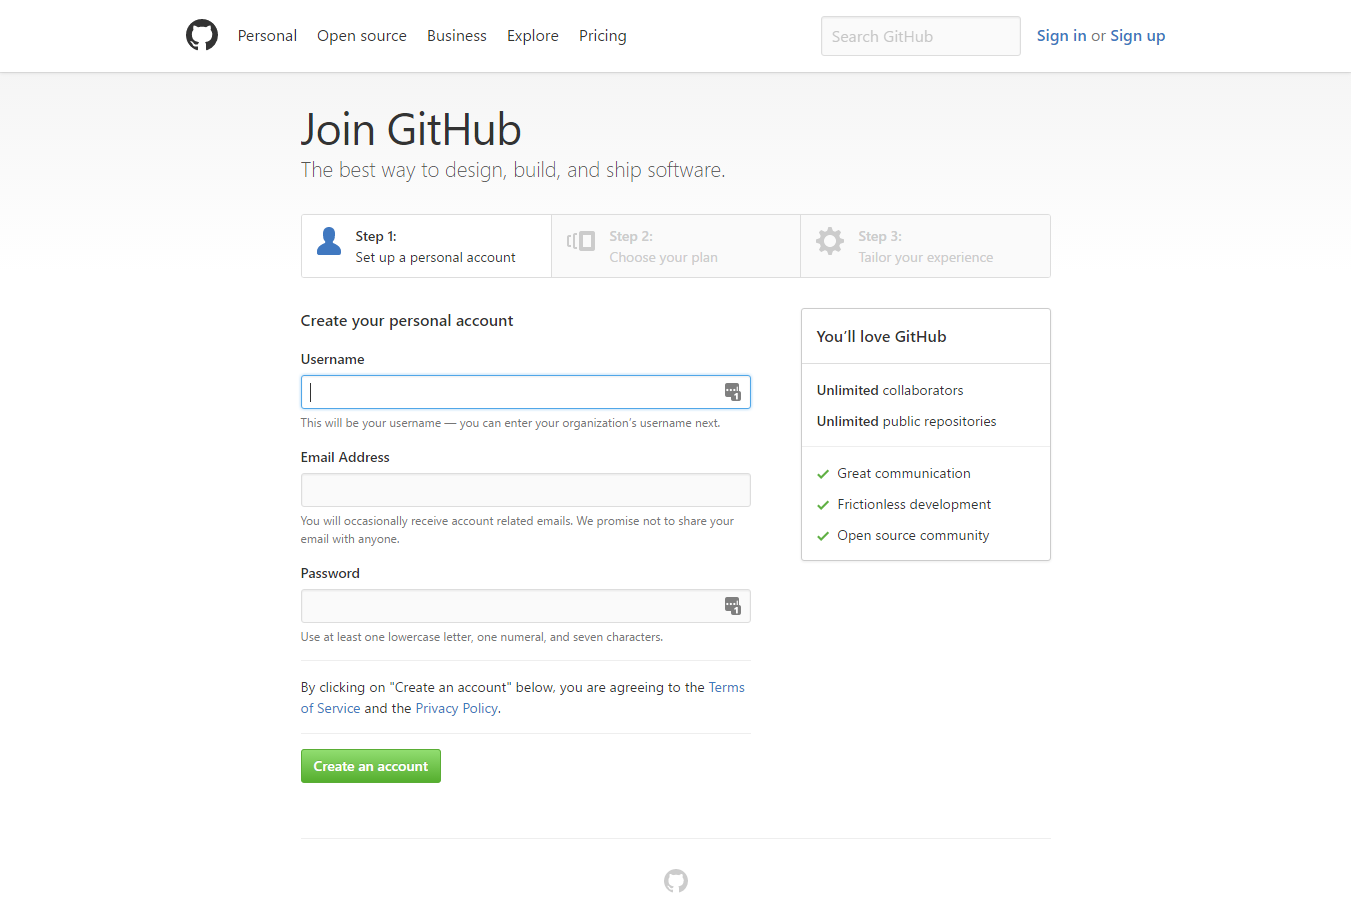 Personal Open source Business Explore Pricing Search GitHub Sign in or Sign up
Join GitHub
The best way to design, build, and ship software.
Step 1:
Set up a personal account
Step 2:
Choose your plan
Step 3:
Tailor your experience
Create your personal account
Username
1
This will be your username — you can enter your organization's username next.
Email Address
You will occasionally receive account related emails. We promise not to share your
email with anyone.
Password
1
Use at least one lowercase letter, one numeral, and seven characters.
By clicking on "Create an account" below, you are agreeing to the Terms
of Service and the Privacy Policy.
Create an account
You'll love GitHub
Unlimited collaborators
Unlimited public repositories
Great communication
Frictionless development
Open source community